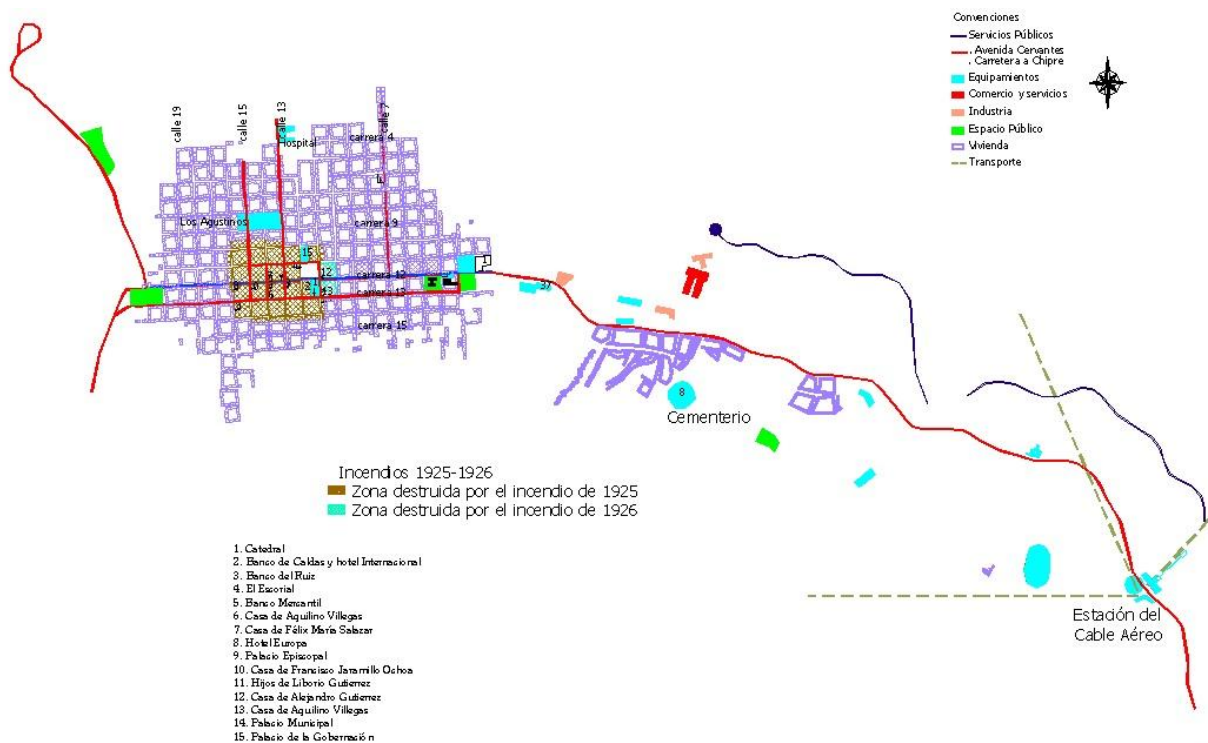 Convenciones
Servicios Públicos
. Avenida Cervantes
. Carretera a Chipre
Equipamientos
Comercio y servicios
Industria
Espacio Público
Vivienda
Transporte
calle 19
calle 15
calle 13
calle 7
Hospital
carrera 4
Los Agustinos
carrera 9
15
12
carrera 12
13
carrera 13
carrera 15
37
8
Cementerio
Incendios 1925-1926
Zona destruida por el incendio de 1925
Zona destruida por el incendio de 1926
1. Catedral
2. Banco de Caldas y hotel Internacional
3. Banco del Ruiz
4. El Escorial
5. Banco Mercantil
6. Casa de Aquilino Villegas
7. Casa de Félix María Salazar
8. Hotel Europa
9. Palacio Episcopal
10. Casa de Francisco Jaramillo Ochoa
11. Hijos de Liborio Gutierrez
12. Casa de Alejandro Gutierrez
13. Casa de Aquilino Villegas
14. Palacio Municipal
15. Palacio de la Gobernación
Estación del
Cable Aéreo